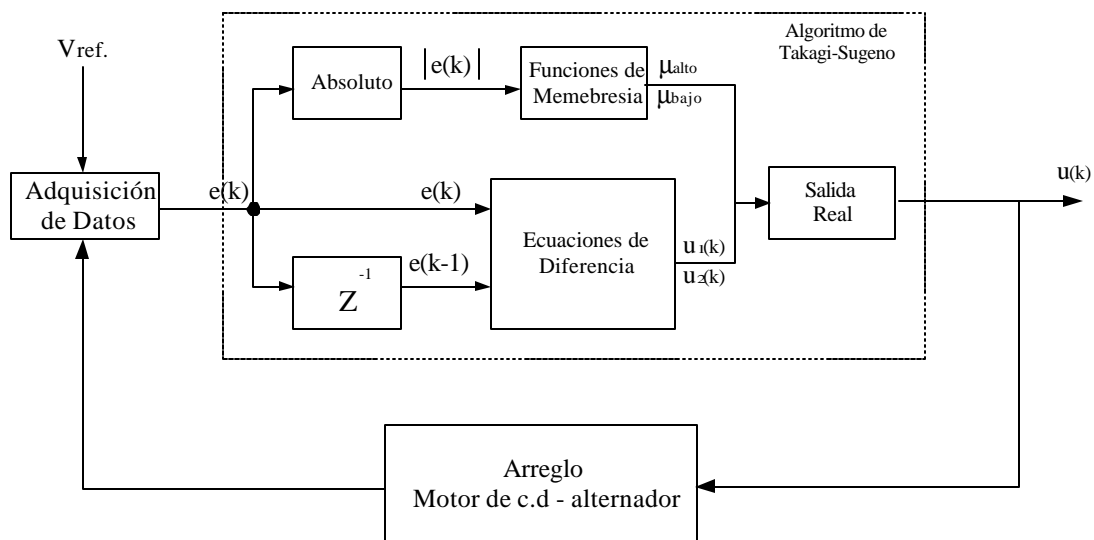 Algoritmo de
Takagi-Sugeno
Vref.
Absoluto
|e(k)|
Funciones de
Memebresia
μalto
μbajo
Adquisición
de Datos
e(k)
e(k)
Ecuaciones de
Diferencia
u1(k)
u2(k)
Salida
Real
u(k)
Z-1
e(k-1)
Arreglo
Motor de c.d - alternador